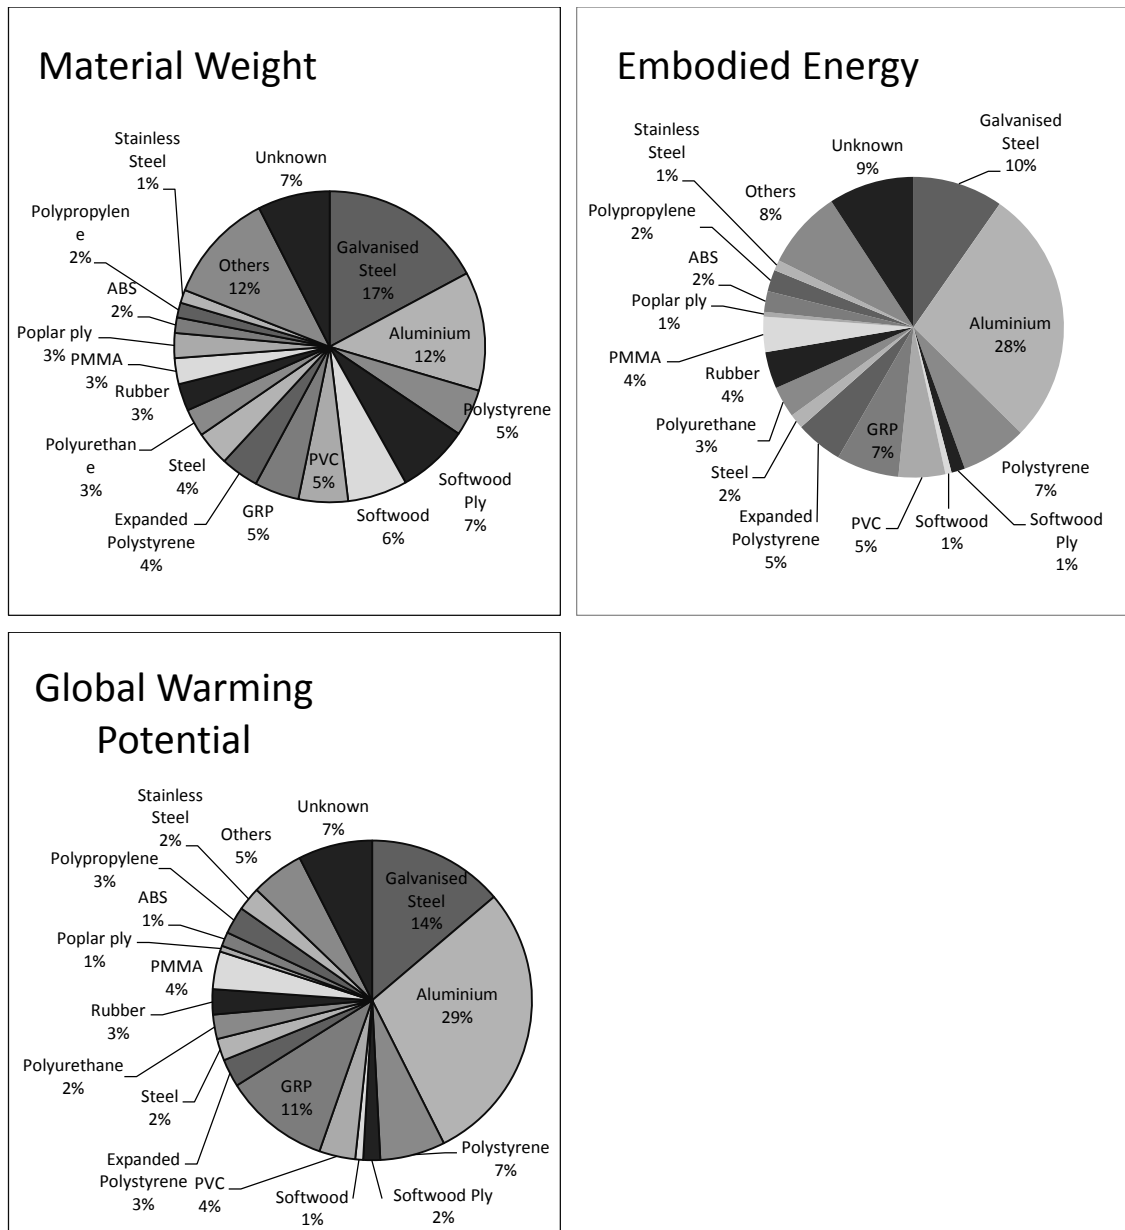 Material Weight
Stainless
Steel
1%
Unknown
7%
Polypropylen
e
2%
Others
12%
Galvanised
Steel
17%
ABS
2%
Aluminium
12%
Poplar ply
3%
PMMA
3%
Rubber
3%
Polystyrene
5%
Polyurethan
e
3%
Steel
4%
PVC
5%
Softwood
Ply
7%
Expanded
Polystyrene
4%
GRP
5%
Softwood
6%
Embodied Energy
Stainless
Steel
1%
Unknown
9%
Galvanised
Steel
10%
Others
8%
Polypropylene
2%
ABS
2%
Poplar ply
1%
Aluminium
28%
PMMA
4%
Rubber
4%
Polyurethane
3%
GRP
7%
Steel
2%
Polystyrene
7%
Expanded
Polystyrene
5%
PVC
5%
Softwood
1%
Softwood
Ply
1%
Global Warming
Potential
Stainless
Steel
2%
Unknown
7%
Others
5%
Polypropylene
3%
Galvanised
Steel
14%
ABS
1%
Poplar ply
1%
PMMA
4%
Aluminium
29%
Rubber
3%
Polyurethane
2%
Steel
2%
GRP
11%
Expanded
Polystyrene
3%
PVC
4%
Softwood
1%
Softwood Ply
2%
Polystyrene
7%